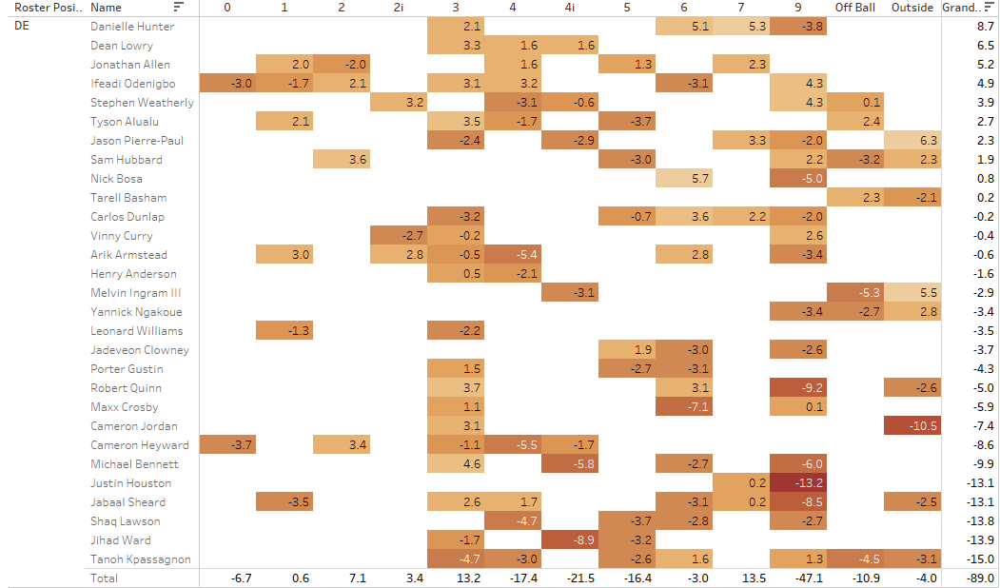 Roster Posi.. Name 0 1 2 2i 3 4 4i 5 6 7 9 Off Ball Outside Grand..
DE Danielle Hunter 2.1 5.1 5.3 -3.8 8.7
Dean Lowry 3.3 1.6 1.6 6.5
Jonathan Allen 2.0 -2.0 1.6 1.3 2.3 5.2
Ifeadi Odenigbo -3.0 -1.7 2.1 3.1 3.2 -3.1 4.3 4.9
Stephen Weatherly 3.2 -3.1 -0.6 4.3 0.1 3.9
Tyson Alualu 2.1 3.5 -1.7 -3.7 2.4 2.7
Jason Pierre-Paul -2.4 -2.9 3.3 -2.0 6.3 2.3
Sam Hubbard 3.6 -3.0 2.2 -3.2 2.3 1.9
Nick Bosa 5.7 -5.0 0.8
Tarell Basham 2.3 -2.1 0.2
Carlos Dunlap -3.2 -0.7 3.6 2.2 -2.0 -0.2
Vinny Curry -2.7 -0.2 2.6 -0.4
Arik Armstead 3.0 2.8 -0.5 -5.4 2.8 -3.4 -0.6
Henry Anderson 0.5 -2.1 -1.6
Melvin Ingram III -3.1 -5.3 5.5 -2.9
Yannick Ngakoue -3.4 -2.7 2.8 -3.4
Leonard Williams -1.3 -2.2 -3.5
Jadeveon Clowney 1.9 -3.0 -2.6 -3.7
Porter Gustin 1.5 -2.7 -3.1 -4.3
Robert Quinn 3.7 3.1 -9.2 -2.6 -5.0
Maxx Crosby 1.1 -7.1 0.1 -5.9
Cameron Jordan 3.1 -10.5 -7.4
Cameron Heyward -3.7 3.4 -1.1 -5.5 -1.7 -8.6
Michael Bennett 4.6 -5.8 -2.7 -6.0 -9.9
Justin Houston 0.2 -13.2 -13.1
Jabaal Sheard -3.5 2.6 1.7 -3.1 0.2 -8.5 -2.5 -13.1
Shaq Lawson -4.7 -3.7 -2.8 -2.7 -13.8
Jihad Ward -1.7 -8.9 -3.2 -13.9
Tanoh Kpassagnon -4.7 -3.0 -2.6 1.6 1.3 -4.5 -3.1 -15.0
Total -6.7 0.6 7.1 3.4 13.2 -17.4 -21.5 -16.4 -3.0 13.5 -47.1 -10.9 -4.0 -89.0